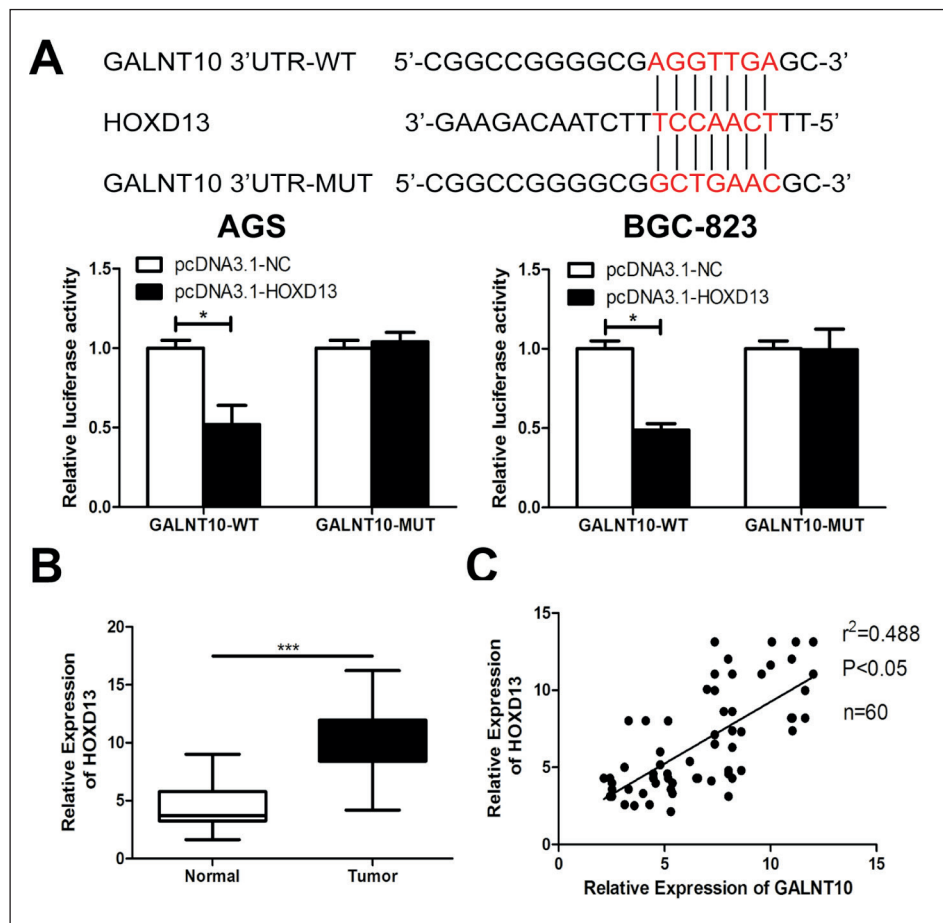 A
GALNT10 3’UTR-WT 5’-CGGCCGGGGCGAGGTTGAGC-3’
HOXD13 3’-GAAGACAATCTTTCCAACTTT-5’
GALNT10 3’UTR-MUT 5’-CGGCCGGGGCGGCTGAACGC-3’
AGS
pcDNA3.1-NC
pcDNA3.1-HOXD13
Relative luciferase activity
1.5
1.0
0.5
0.0
*
GALNT10-WT GALNT10-MUT
BGC-823
pcDNA3.1-NC
pcDNA3.1-HOXD13
Relative luciferase activity
1.5
1.0
0.5
0.0
*
GALNT10-WT GALNT10-MUT
B
Relative Expression
of HOXD13
20
15
10
5
0
***
Normal Tumor
C
Relative Expression
of HOXD13
15
10
5
0
0 5 10 15
Relative Expression of GALNT10
r²=0.488
P<0.05
n=60